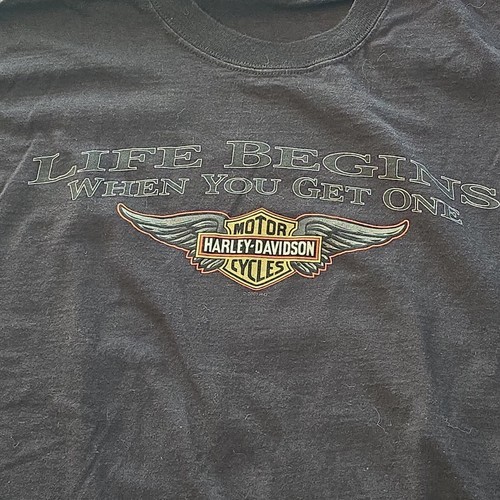 LIFE BEGINS
WHEN YOU GET ONE
MOTOR
HARLEY-DAVIDSON
CYCLES